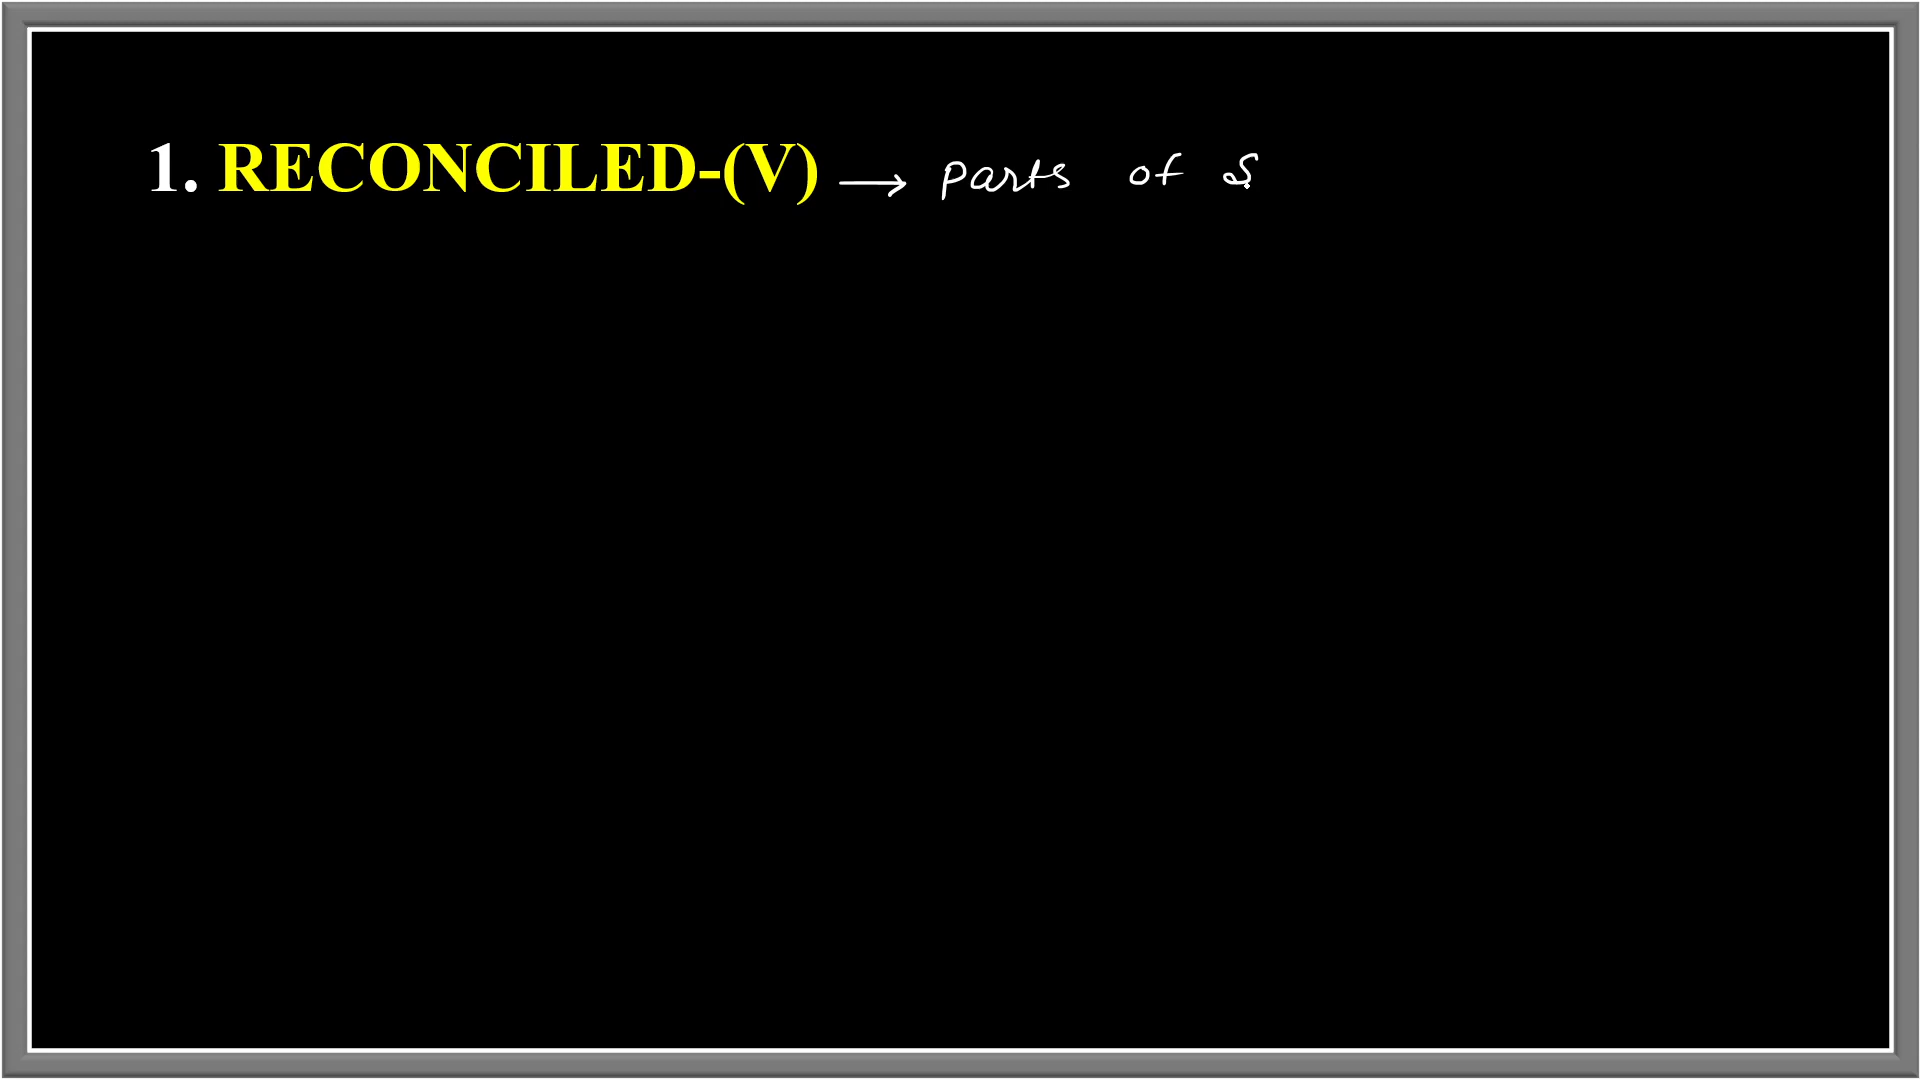 1. RECONCILED-(V) → parts of S